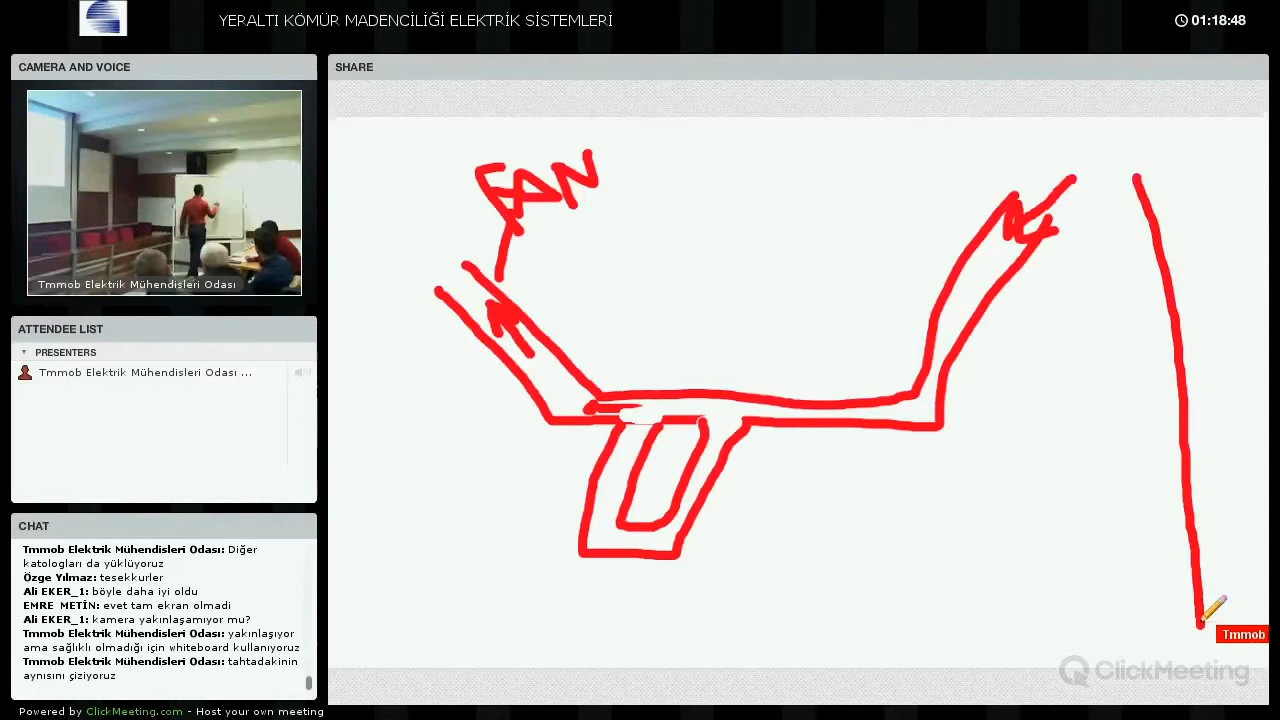 YERALTI KÖMÜR MADENCİLİĞİ ELEKTRİK SİSTEMLERİ
01:18:48
CAMERA AND VOICE
Tmmob Elektrik Mühendisleri Odası
ATTENDEE LIST
PRESENTERS
Tmmob Elektrik Mühendisleri Odası ...
CHAT
Tmmob Elektrik Mühendisleri Odası: Diğer
katologları da yüklüyoruz
Özge Yılmaz: tesekkurler
Ali EKER_1: böyle daha iyi oldu
EMRE METİN: evet tam ekran olmadi
Ali EKER_1: kamera yakınlaşamıyor mu?
Tmmob Elektrik Mühendisleri Odası: yakınlaşıyor
ama sağlıklı olmadığı için whiteboard kullanıyoruz
Tmmob Elektrik Mühendisleri Odası: tahtadakinin
aynısını çiziyoruz
Powered by ClickMeeting.com - Host your own meeting
SHARE
FAN
Tmmob
ClickMeeting